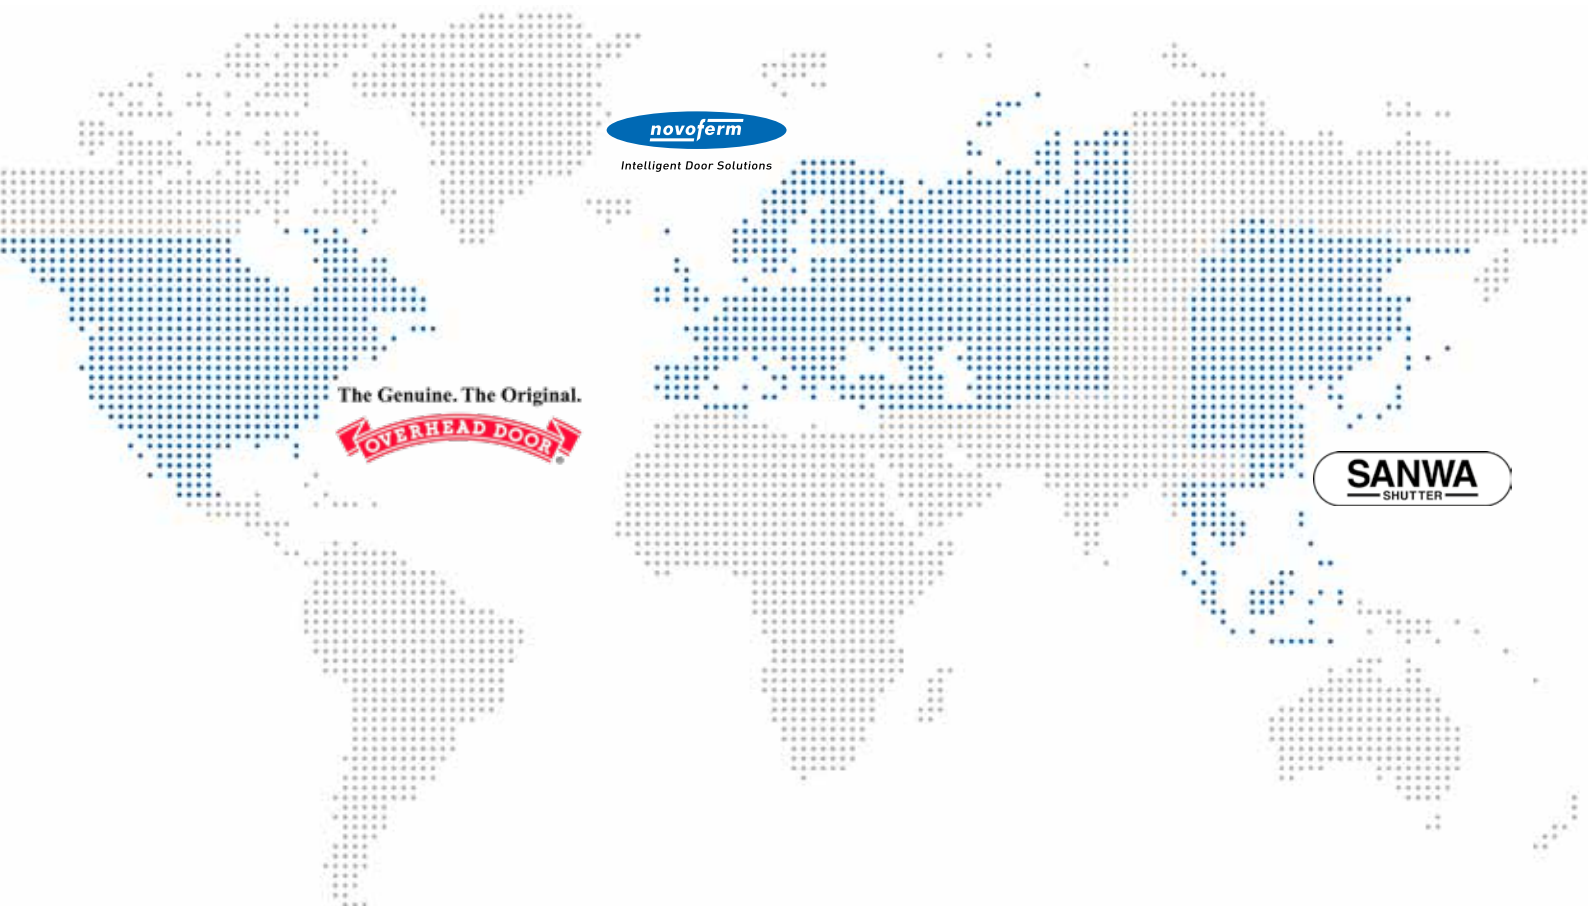 novoferm
Intelligent Door Solutions
The Genuine. The Original.
OVERHEAD DOOR
SANWA
SHUTTER